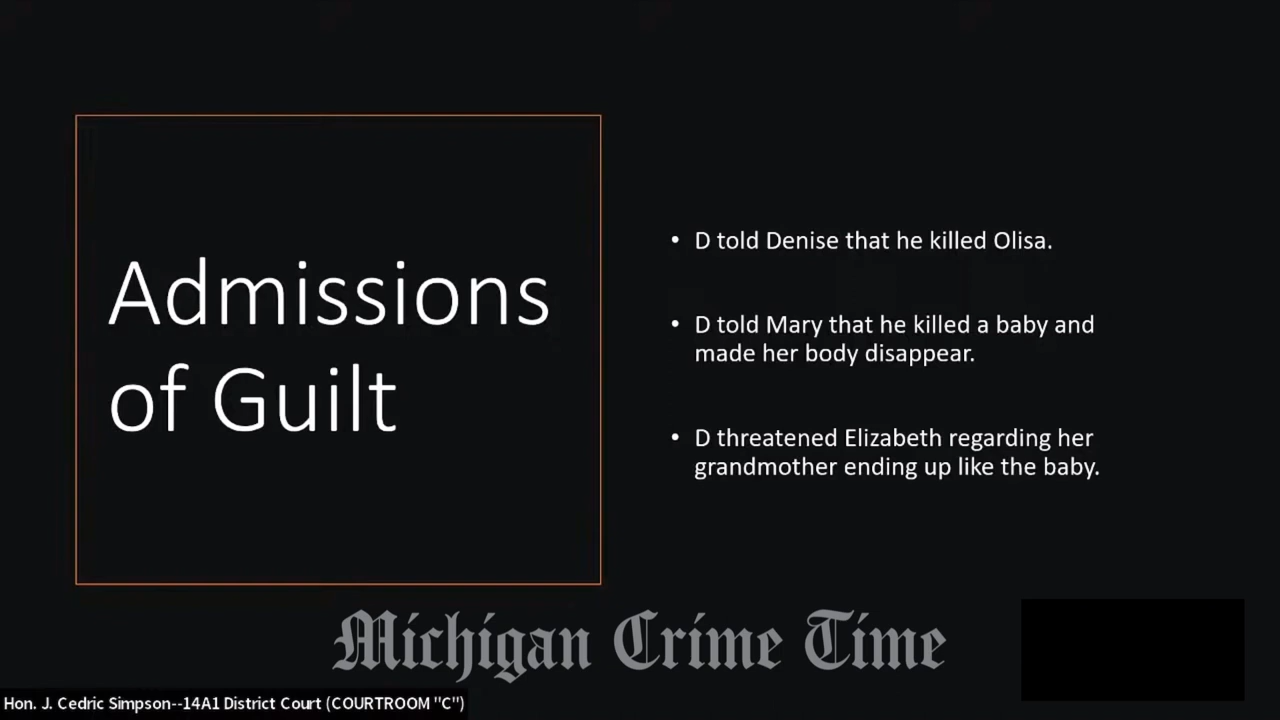 Admissions
of Guilt
• D told Denise that he killed Olisa.
• D told Mary that he killed a baby and
made her body disappear.
• D threatened Elizabeth regarding her
grandmother ending up like the baby.
Michigan Crime Time
Hon. J. Cedric Simpson--14A1 District Court (COURTROOM "C")